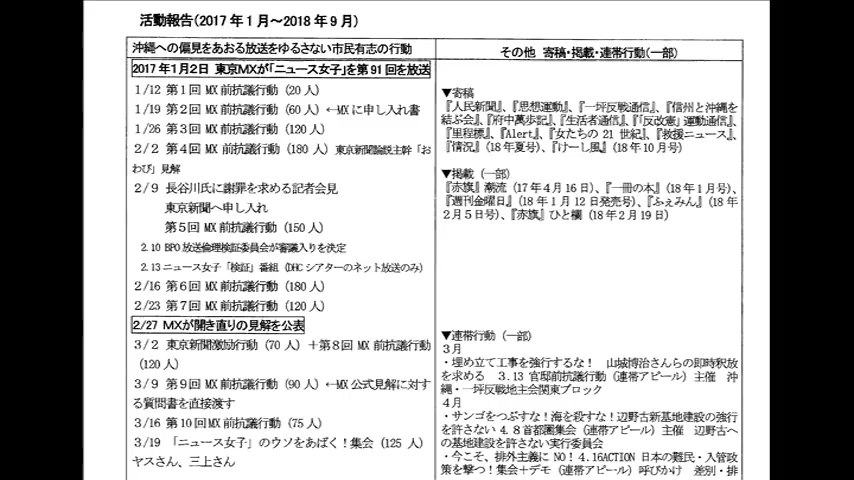 活動報告（2017年1月～2018年9月）
沖縄への偏見をあおる放送をゆるさない市民有志の行動
2017年1月2日 東京MXが「ニュース女子」を第91回を放送
1/12 第1回 MX前抗議行動（20人）
1/19 第2回 MX前抗議行動（60人）←MXに申し入れ書
1/26 第3回 MX前抗議行動（120人）
2/2 第4回 MX前抗議行動（180人）東京新聞論説主幹「お
わび」見解
2/9 長谷川氏に謝罪を求める記者会見
東京新聞へ申し入れ
第5回 MX前抗議行動（150人）
2.10 BPO放送倫理検証委員会が審議入りを決定
2.13ニュース女子「検証」番組（DHCシアターのネット放送のみ）
2/16 第6回 MX前抗議行動（180人）
2/23 第7回 MX前抗議行動（120人）
2/27 MXが開き直りの見解を公表
3/2 東京新聞激励行動（70人）＋第8回 MX前抗議行動
（120人）
3/9 第9回 MX前抗議行動（90人）←MX公式見解に対す
る質問書を直接渡す
3/16 第10回MX前抗議行動（75人）
3/19 「ニュース女子」のウソをあばく！集会（125人）
ヤスさん、三上さん
その他 寄稿・掲載・連帯行動（一部）
▼寄稿
『人民新聞』、『思想運動』、『一坪反戦通信』、『信州と沖縄を
結ぶ会』、『府中萬歩記』、『生活者通信』、『「反改憲」運動通信』、
『里程標』、『Alert』、『女たちの21世紀』、『救援ニュース』、
『情況』（18年夏号）、『けーし風』（18年10月号）
▼掲載（一部）
『赤旗』潮流（17年4月16日）、『一冊の本』（18年1月号）、
『週刊金曜日』（18年1月12日発売号）、『ふぇみん』（18年
2月5日号）、『赤旗』ひと欄（18年2月19日）
▼連帯行動（一部）
3月
・埋め立て工事を強行するな！ 山城博治さんらの即時釈放
を求める 3.13 官邸前抗議行動（連帯アピール）主催 沖
縄・一坪反戦地主会関東ブロック
4月
・サンゴをつぶすな！海を殺すな！辺野古新基地建設の強行
を許さない 4.8首都圏集会（連帯アピール）主催 辺野古へ
の基地建設を許さない実行委員会
・今こそ、排外主義にNO！4.16ACTION 日本の難民・入管政
策を撃つ！集会＋デモ（連帯アピール）呼びかけ 差別・排